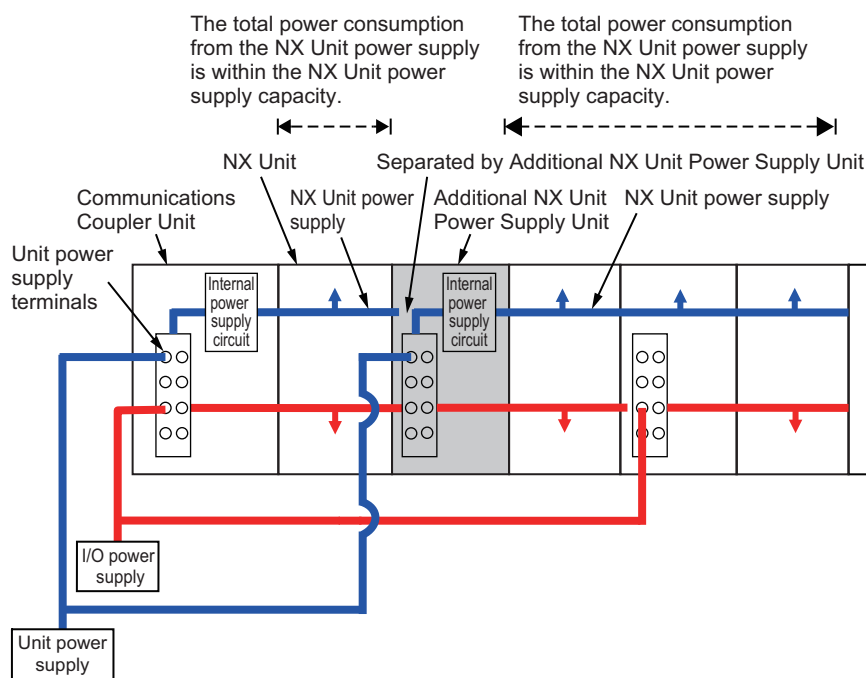 The total power consumption
from the NX Unit power supply
is within the NX Unit power
supply capacity.
The total power consumption
from the NX Unit power supply
is within the NX Unit power
supply capacity.
NX Unit
Separated by Additional NX Unit Power Supply Unit
Communications
Coupler Unit
NX Unit power
supply
Additional NX Unit
Power Supply Unit
NX Unit power supply
Unit power
supply
terminals
Internal
power
supply
circuit
Internal
power
supply
circuit
I/O power
supply
Unit power
supply